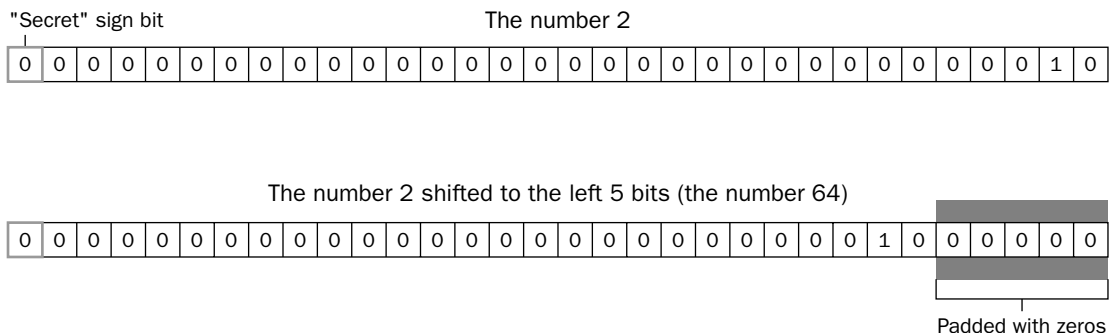 "Secret" sign bit
The number 2
0 0 0 0 0 0 0 0 0 0 0 0 0 0 0 0 0 0 0 0 0 0 0 0 0 0 0 0 0 0 1 0
The number 2 shifted to the left 5 bits (the number 64)
0 0 0 0 0 0 0 0 0 0 0 0 0 0 0 0 0 0 0 0 0 0 0 0 0 1 0 0 0 0 0 0
Padded with zeros